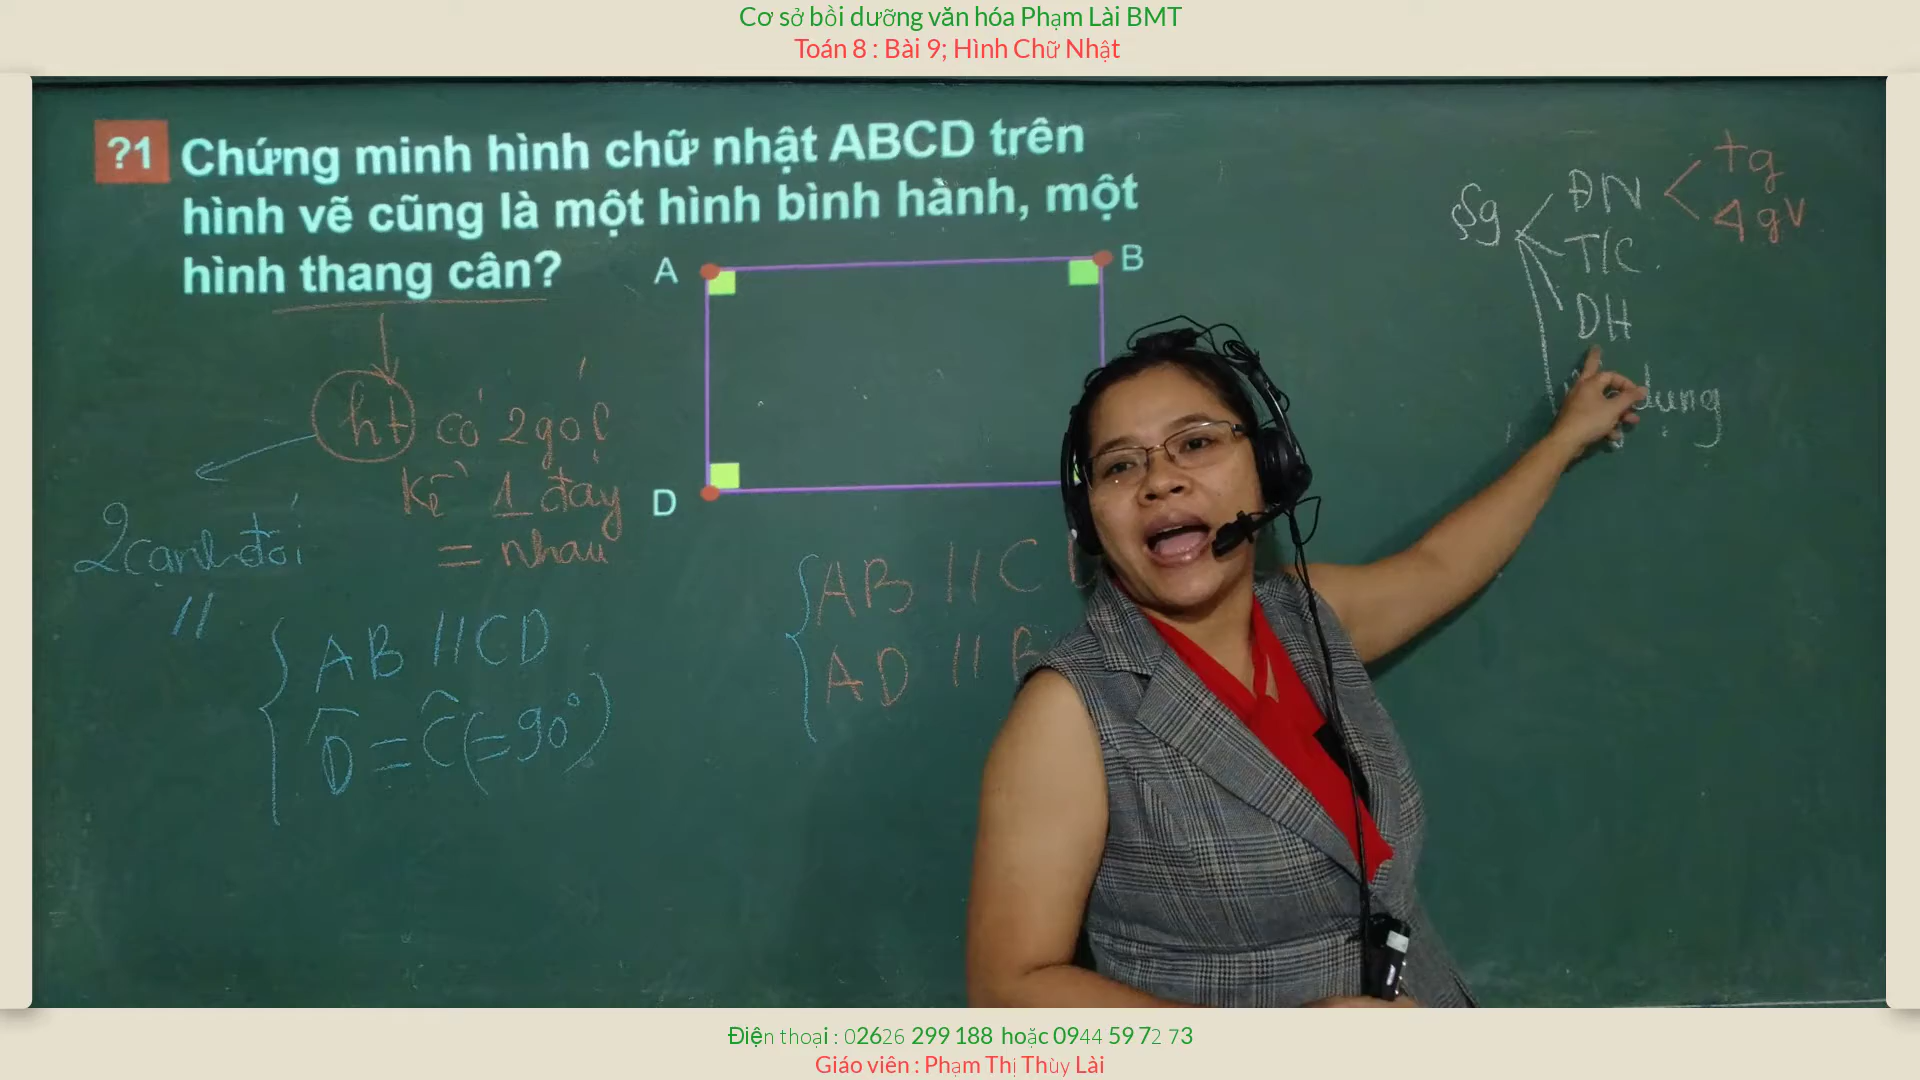 Cơ sở bồi dưỡng văn hóa Phạm Lài BMT
Toán 8 : Bài 9; Hình Chữ Nhật
?1 Chứng minh hình chữ nhật ABCD trên
hình vẽ cũng là một hình bình hành, một
hình thang cân?
A
B
D
ht có 2 góc
kề 1 đáy
= nhau
2 cạnh đối
//
AB // CD
D̂ = Ĉ (= 90°)
AB // C
AD // B
ĐN
tg
4 gV
T/C
DH
dụng
Điện thoại : 02626 299 188 hoặc 0944 59 72 73
Giáo viên : Phạm Thị Thùy Lài